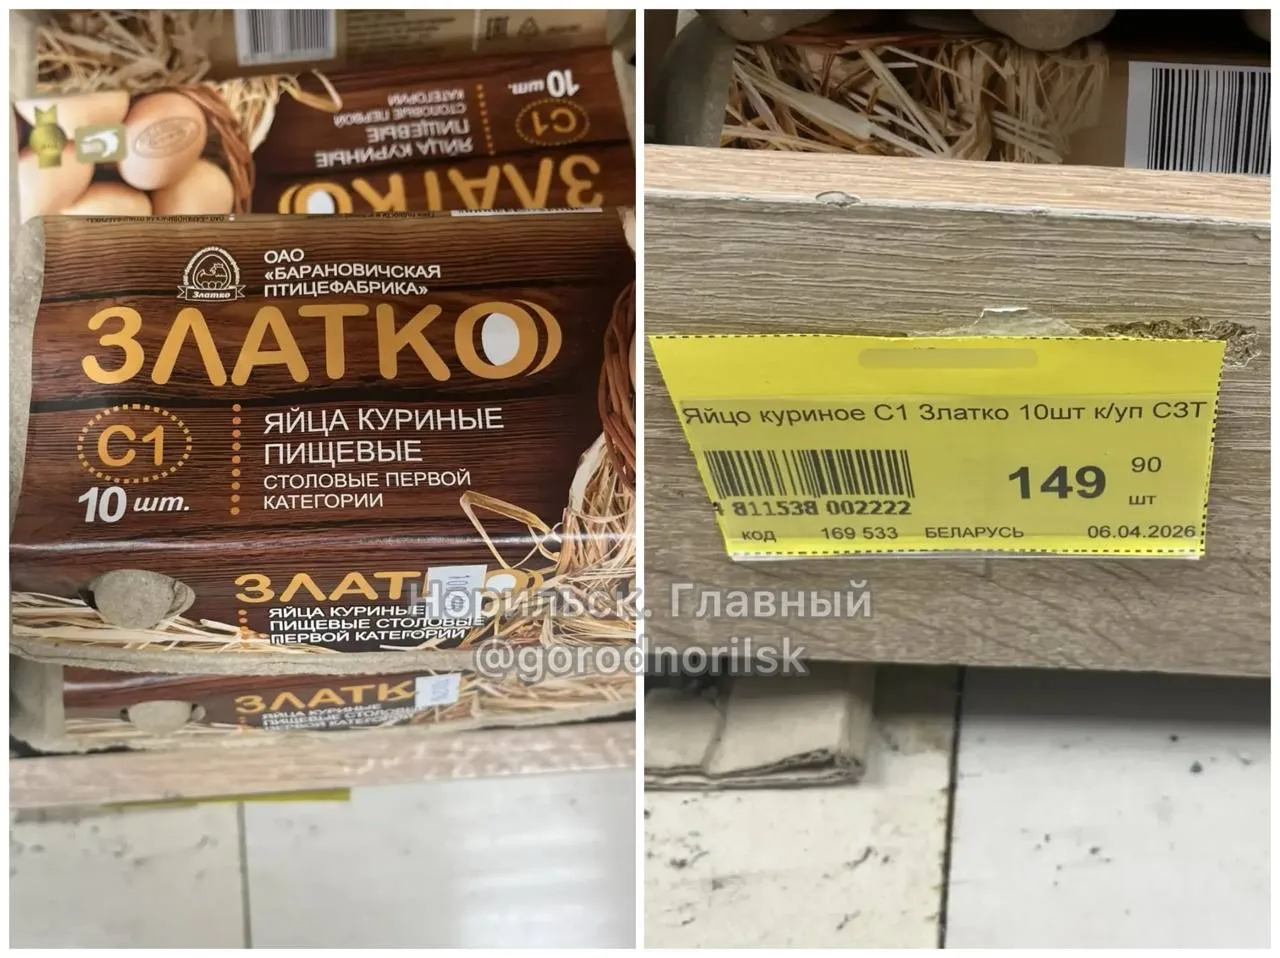 10 шт.
С1
ЯЙЦА КУРИНЫЕ
ПИЩЕВЫЕ
СТОЛОВЫЕ ПЕРВОЙ
КАТЕГОРИИ
ЗЛАТКО
ОАО
«БАРАНОВИЧСКАЯ
ПТИЦЕФАБРИКА»
Златко
ЗЛАТКО
С1
10 шт.
ЯЙЦА КУРИНЫЕ
ПИЩЕВЫЕ
СТОЛОВЫЕ ПЕРВОЙ
КАТЕГОРИИ
ЗЛАТКО
ЯЙЦА КУРИНЫЕ
ПИЩЕВЫЕ СТОЛОВЫЕ
ПЕРВОЙ КАТЕГОРИИ
ЗЛАТК
ЯЙЦА КУРИНЫЕ
ПИЩЕВЫЕ СТОЛОВЫЕ
ПЕРВОЙ КАТЕГОРИИ
Яйцо куриное С1 Златко 10шт к/уп СЗТ
149 90
шт
4 811538 002222
код 169 533 БЕЛАРУСЬ 06.04.2026
Норильск. Главный
@gorodnorilsk